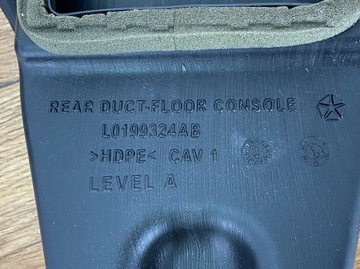 REAR DUCT-FLOOR CONSOLE
L0199324AB
>HDPE< CAV 1
LEVEL A